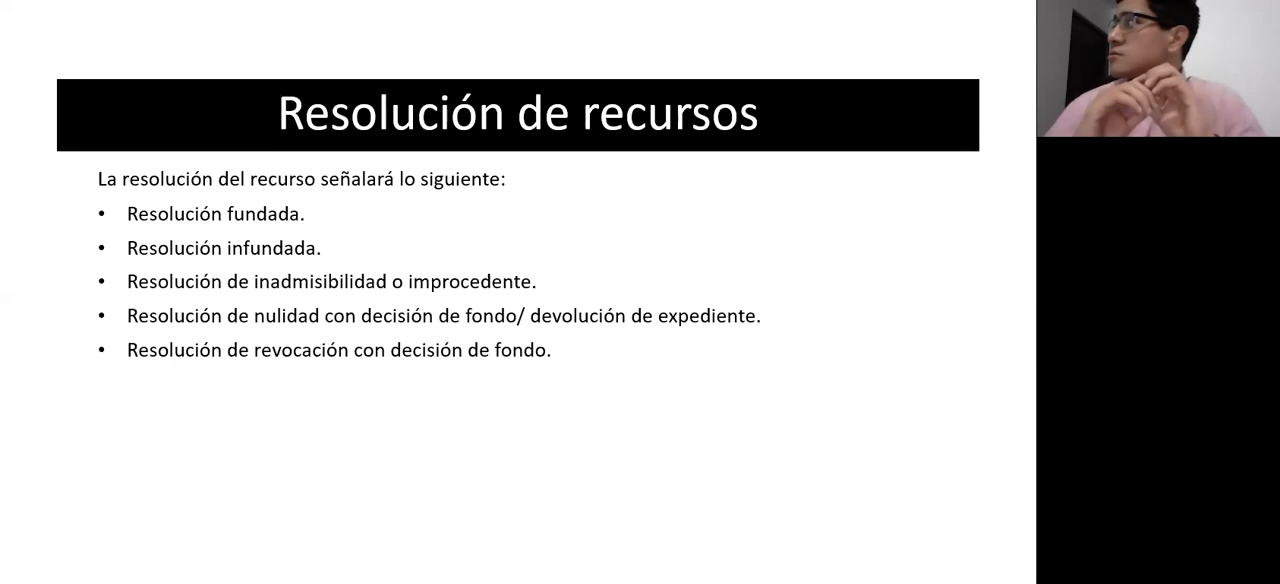 Resolución de recursos
La resolución del recurso señalará lo siguiente:
• Resolución fundada.
• Resolución infundada.
• Resolución de inadmisibilidad o improcedente.
• Resolución de nulidad con decisión de fondo/ devolución de expediente.
• Resolución de revocación con decisión de fondo.